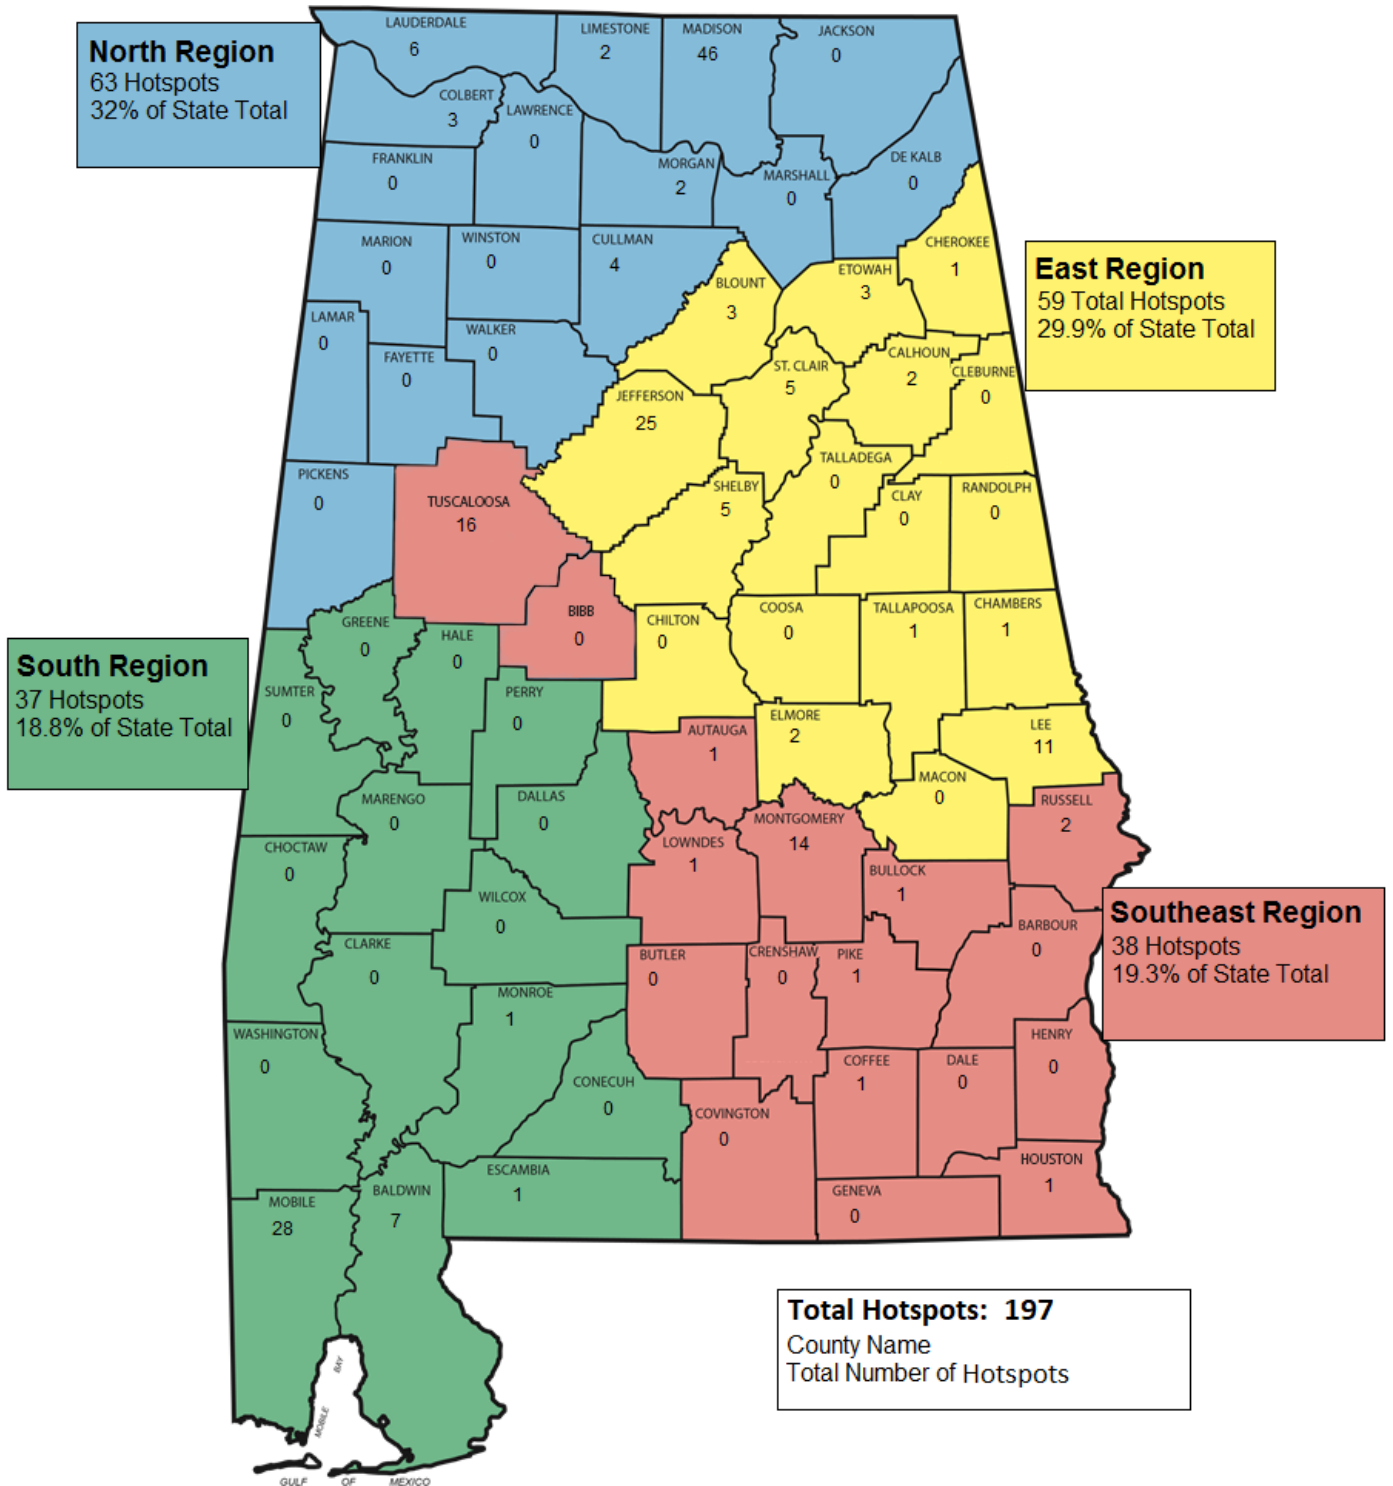 North Region
63 Hotspots
32% of State Total
LAUDERDALE
6
LIMESTONE
2
MADISON
46
JACKSON
0
COLBERT
3
LAWRENCE
0
FRANKLIN
0
MORGAN
2
MARSHALL
0
DE KALB
0
MARION
0
WINSTON
0
CULLMAN
4
LAMAR
0
FAYETTE
0
WALKER
0
PICKENS
0
East Region
59 Total Hotspots
29.9% of State Total
CHEROKEE
1
ETOWAH
3
BLOUNT
3
ST. CLAIR
5
CALHOUN
2
CLEBURNE
0
JEFFERSON
25
TALLADEGA
0
SHELBY
5
CLAY
0
RANDOLPH
0
CHILTON
0
COOSA
0
TALLAPOOSA
1
CHAMBERS
1
ELMORE
2
LEE
11
MACON
0
TUSCALOOSA
16
BIBB
0
South Region
37 Hotspots
18.8% of State Total
GREENE
0
HALE
0
SUMTER
0
PERRY
0
MARENGO
0
DALLAS
0
CHOCTAW
0
WILCOX
0
CLARKE
0
MONROE
1
WASHINGTON
0
CONECUH
0
ESCAMBIA
1
MOBILE
28
BALDWIN
7
AUTAUGA
1
MONTGOMERY
14
LOWNDES
1
RUSSELL
2
BULLOCK
1
BARBOUR
0
Southeast Region
38 Hotspots
19.3% of State Total
BUTLER
0
CRENSHAW
0
PIKE
1
COFFEE
1
DALE
0
HENRY
0
COVINGTON
0
GENEVA
0
HOUSTON
1
Total Hotspots: 197
County Name
Total Number of Hotspots
MOBILE BAY
GULF OF MEXICO